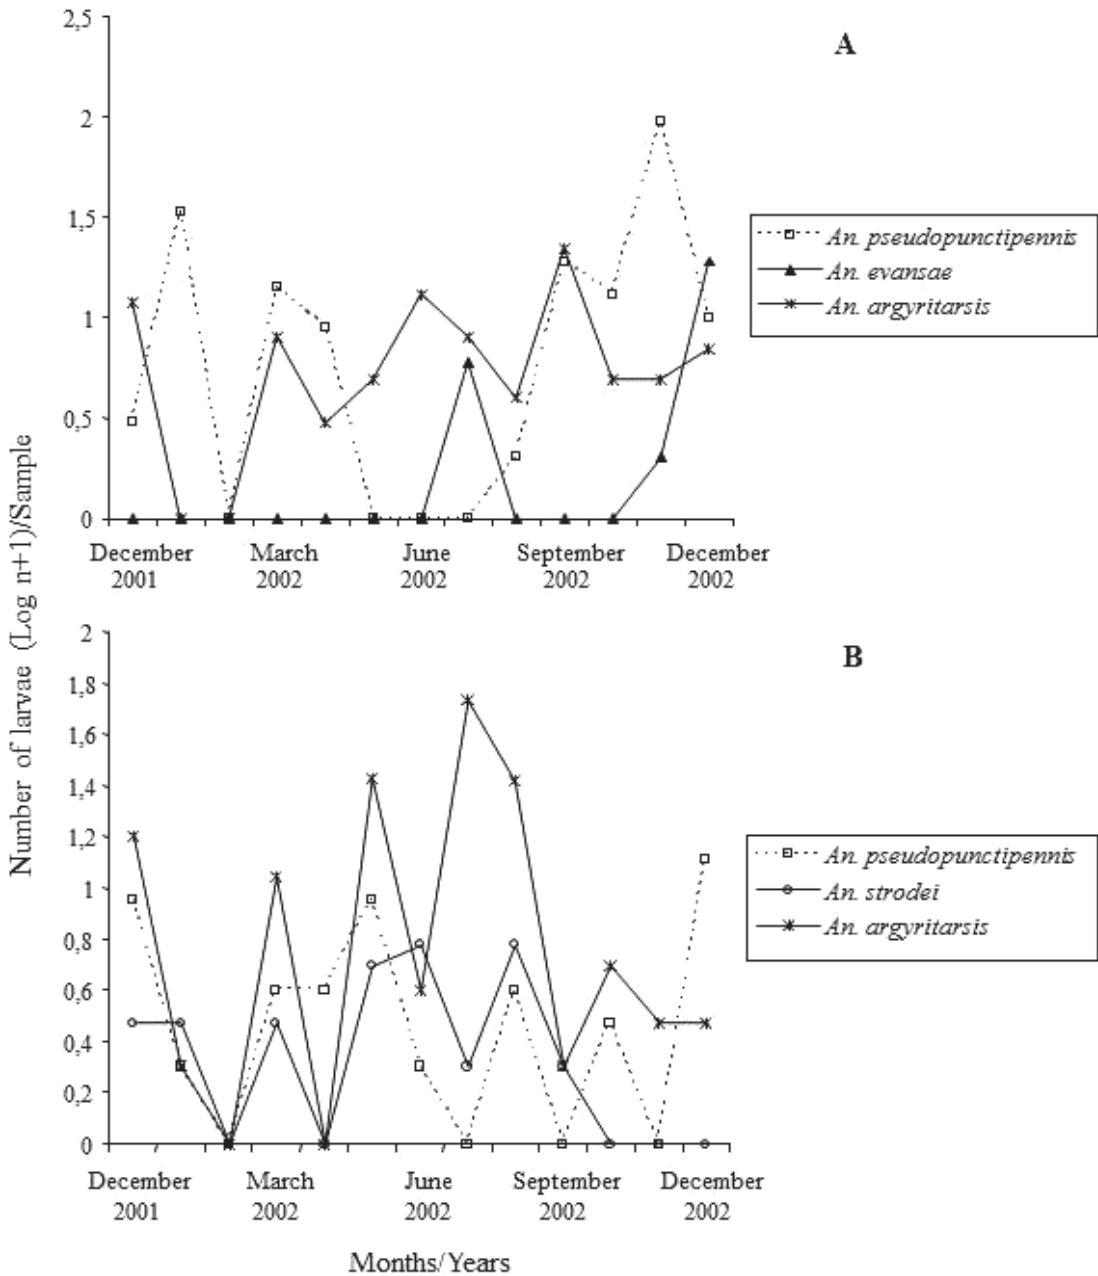 A
2,5
2
1,5
1
0,5
0
December
2001
March
2002
June
2002
September
2002
December
2002
An. pseudopunctipennis
An. evansae
An. argyritarsis
Number of larvae (Log n+1)/Sample
B
2
1,8
1,6
1,4
1,2
1
0,8
0,6
0,4
0,2
0
December
2001
March
2002
June
2002
September
2002
December
2002
An. pseudopunctipennis
An. strodei
An. argyritarsis
Months/Years